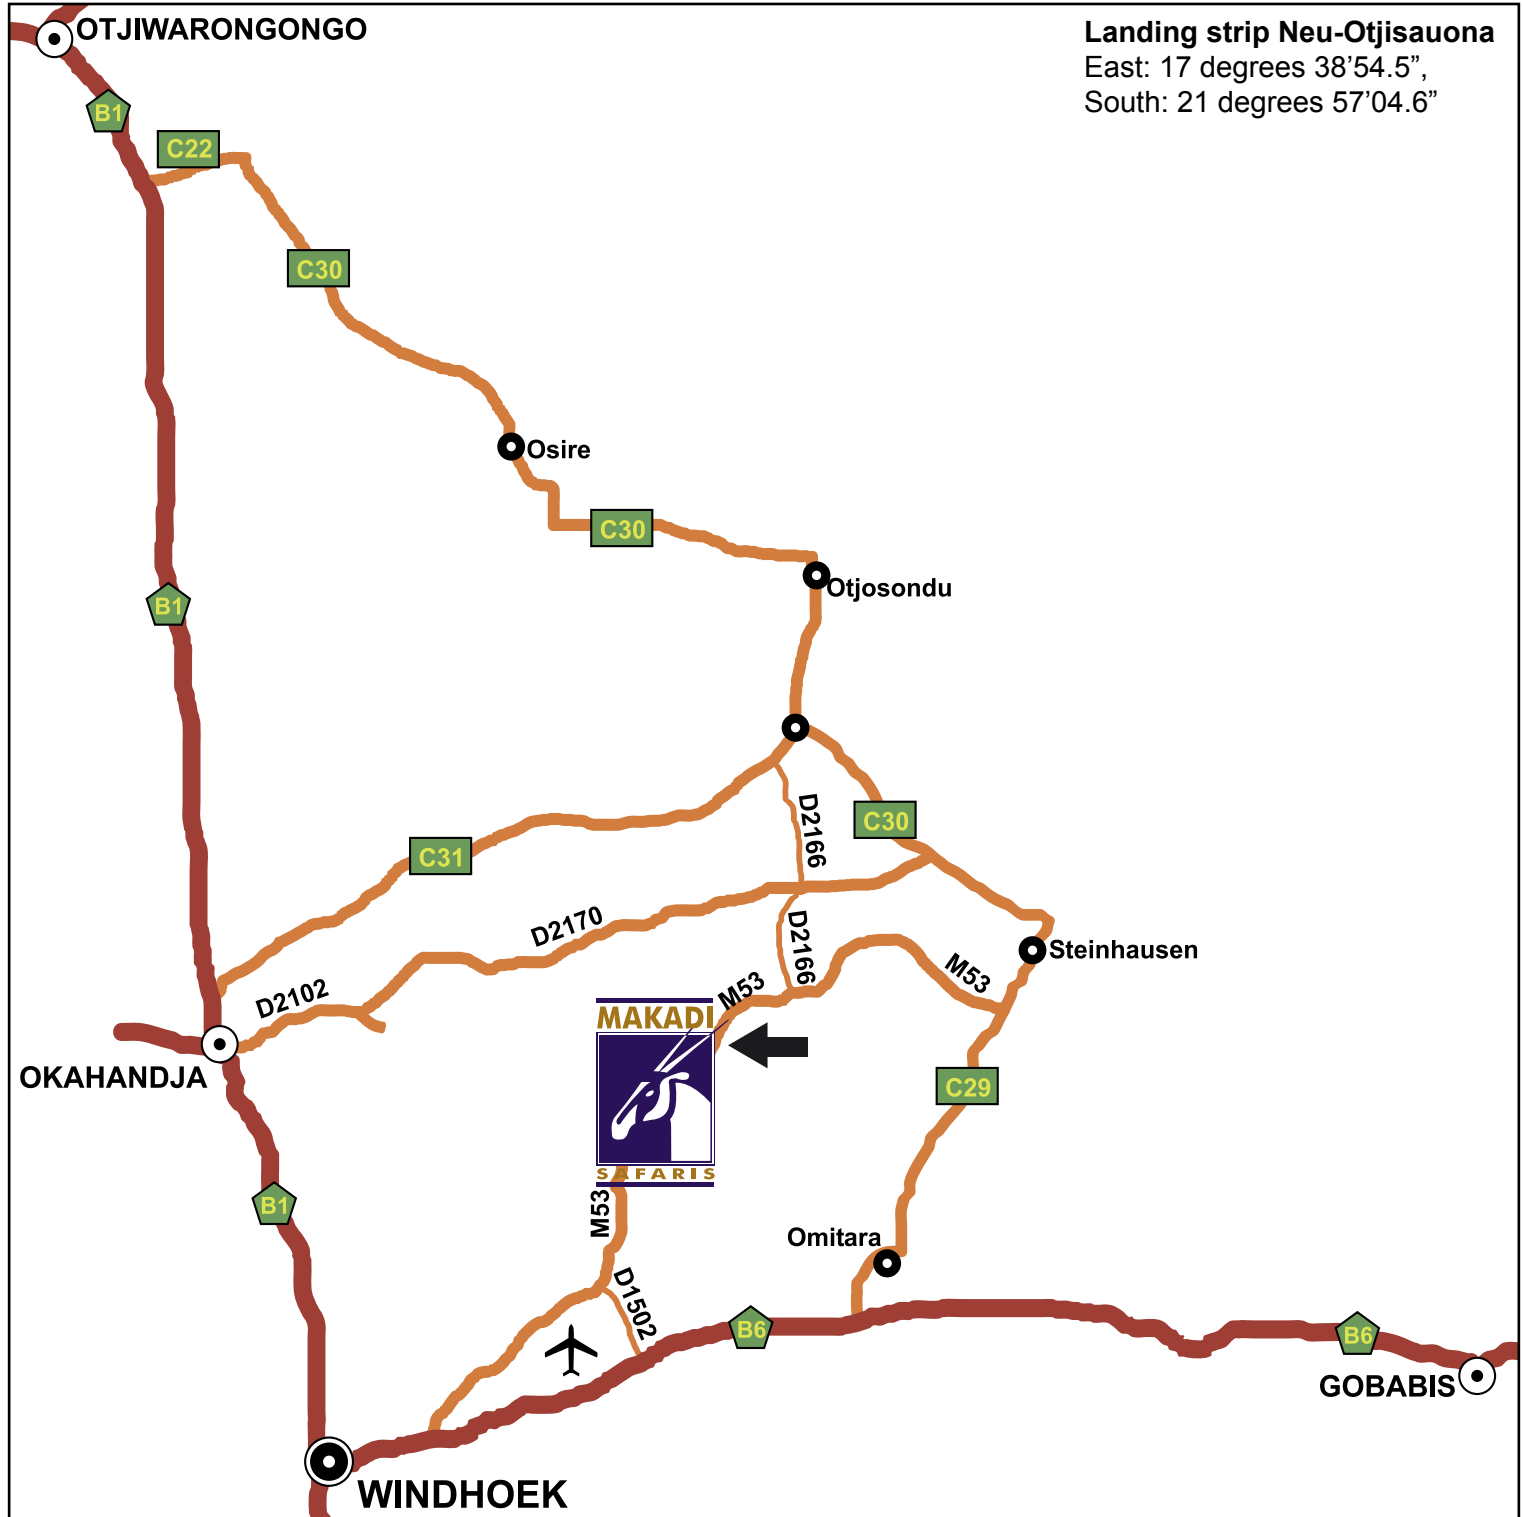 OTJIWARONGONGO
Landing strip Neu-Otjisauona
East: 17 degrees 38’54.5”,
South: 21 degrees 57’04.6”
B1
C22
C30
Osire
C30
Otjosondu
B1
D2166
C30
C31
D2170
D2166
Steinhausen
M53
D2102
M53
MAKADI
OKAHANDJA
C29
SAFARIS
M53
B1
Omitara
D1502
B6
B6
GOBABIS
WINDHOEK